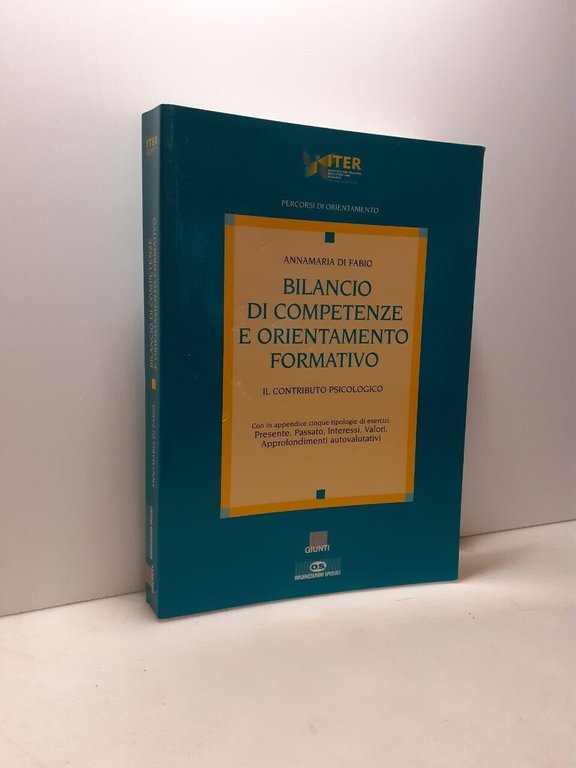 ITER
PERCORSI DI ORIENTAMENTO
ANNAMARIA DI FABIO
BILANCIO
DI COMPETENZE
E ORIENTAMENTO
FORMATIVO
IL CONTRIBUTO PSICOLOGICO
Con in appendice cinque tipologie di esercizi:
Presente, Passato, Interessi, Valori,
Approfondimenti autovalutativi
GIUNTI
O.S.
ORGANIZZAZIONI SPECIALI
ITER
BILANCIO DI COMPETENZE
E ORIENTAMENTO FORMATIVO
ANNAMARIA DI FABIO
GIUNTI